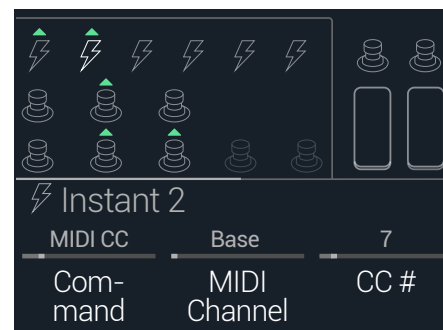 Instant 2
MIDI CC Base 7
Com- MIDI CC #
mand Channel